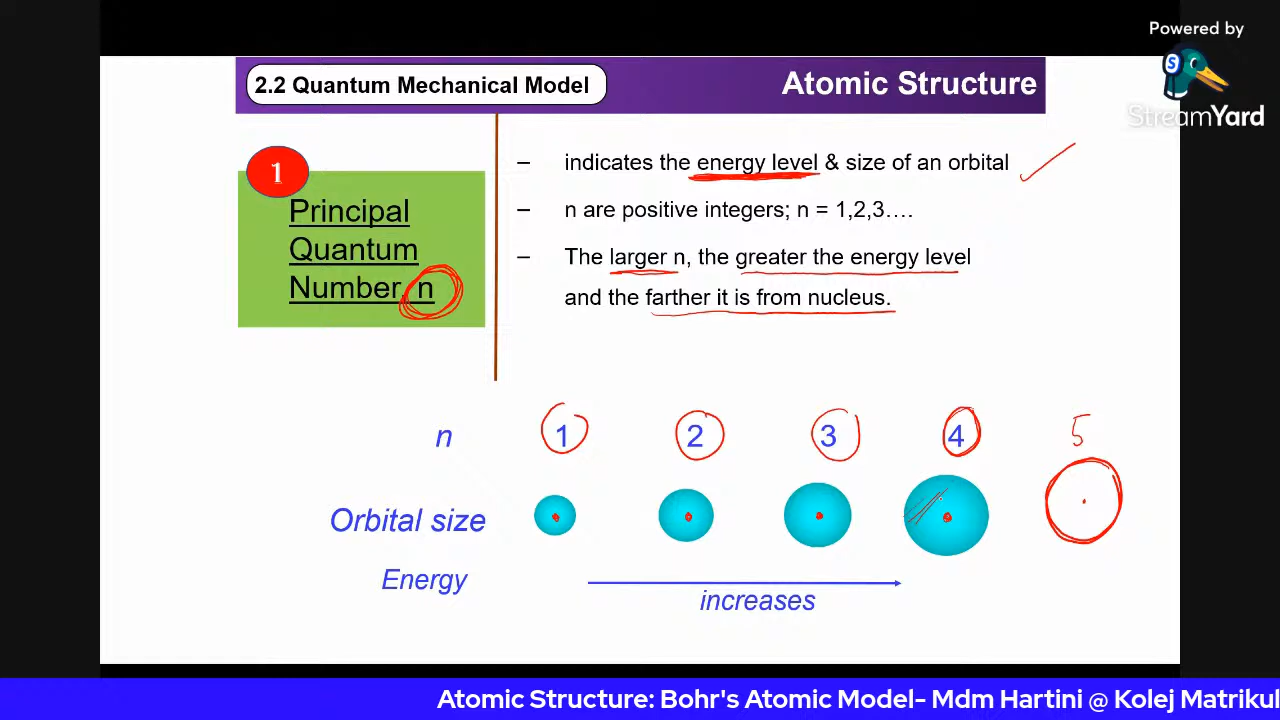 Powered by
StreamYard
2.2 Quantum Mechanical Model
Atomic Structure
1
Principal
Quantum
Number, n
– indicates the energy level & size of an orbital
– n are positive integers; n = 1,2,3….
– The larger n, the greater the energy level
and the farther it is from nucleus.
n 1 2 3 4 5
Orbital size
Energy
increases
Atomic Structure: Bohr's Atomic Model- Mdm Hartini @ Kolej Matrikul